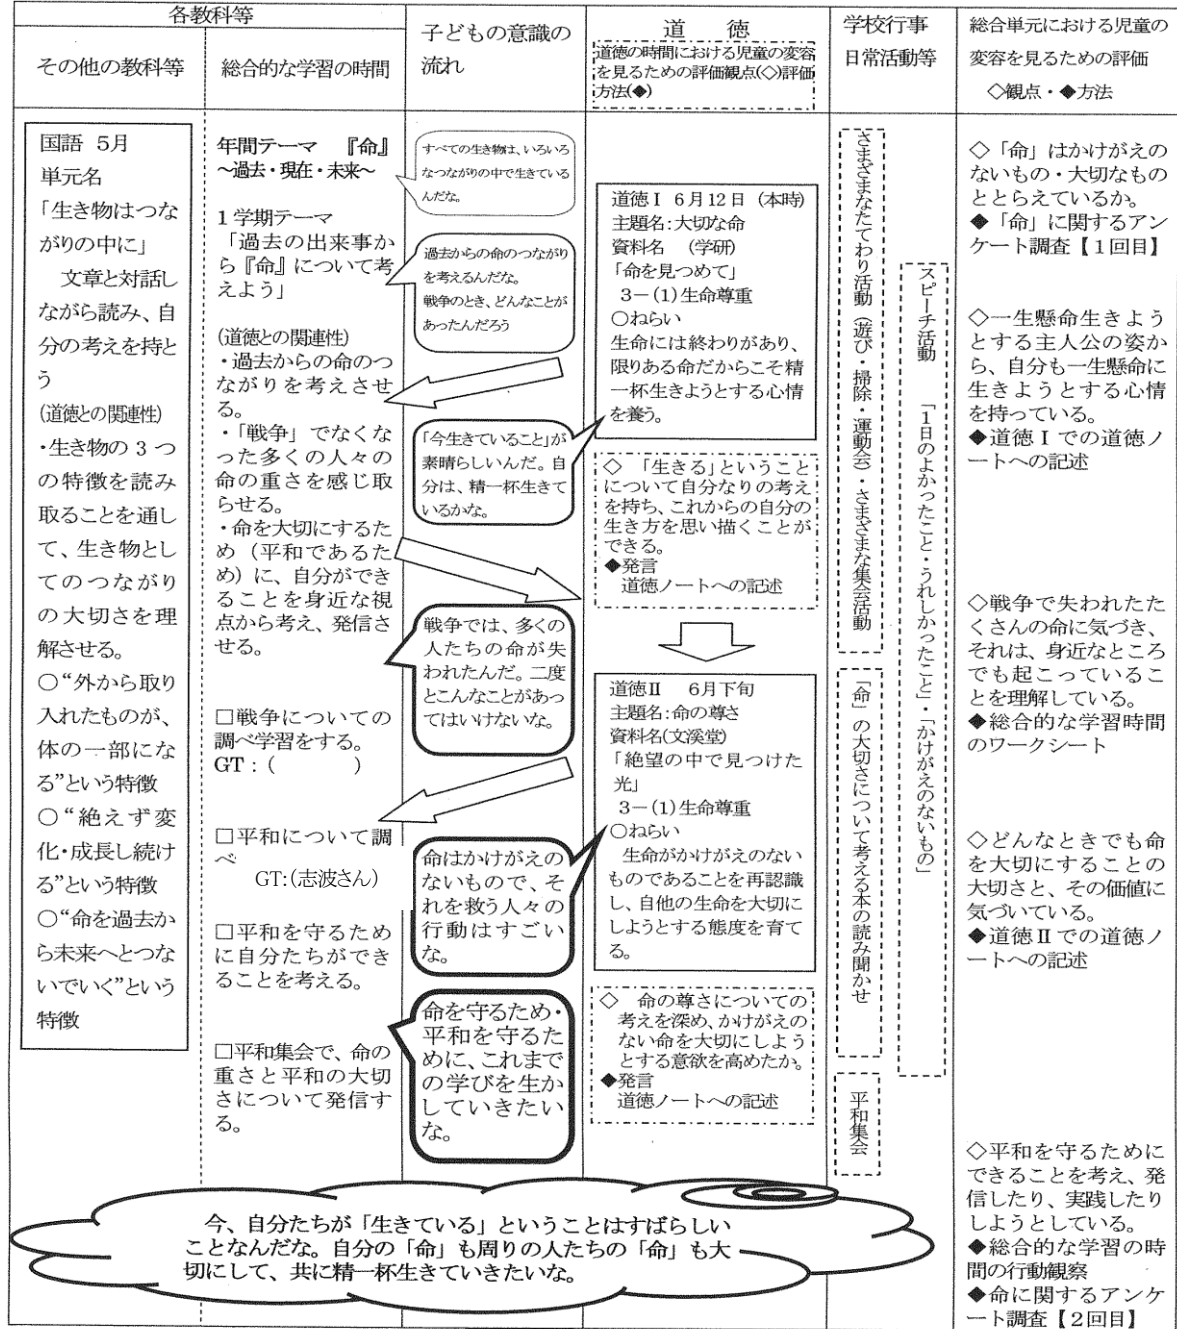 各教科等
その他の教科等
総合的な学習の時間
子どもの意識の
流れ
道　徳
道徳の時間における児童の変容
を見るための評価観点(◇)評価
方法(◆)
学校行事
日常活動等
総合単元における児童の
変容を見るための評価
◇観点・◆方法
国語 5月
単元名
「生き物はつな
がりの中に」
文章と対話し
ながら読み、自
分の考えを持と
う
(道徳との関連性)
・生き物の 3 つ
の特徴を読み
取ることを通し
て、生き物とし
てのつながり
の大切さを理
解させる。
○“外から取り
入れたものが、
体の一部にな
る”という特徴
○“絶えず変
化・成長し続け
る”という特徴
○“命を過去か
ら未来へとつな
いでいく”という
特徴
年間テーマ　『命』
～過去・現在・未来～
1 学期テーマ
「過去の出来事か
ら『命』について考
えよう」
(道徳との関連性)
・過去からの命のつ
ながりを考えさせ
る。
・「戦争」でなくな
った多くの人々の
命の重さを感じ取
らせる。
・命を大切にするた
め（平和であるた
め）に、自分ができ
ることを身近な視
点から考え、発信さ
せる。
□戦争についての
調べ学習をする。
GT：(　　　　)
□平和について調
べ
GT:(志波さん)
□平和を守るため
に自分たちができ
ることを考える。
□平和集会で、命の
重さと平和の大切
さについて発信す
る。
すべての生き物は、いろいろ
なつながりの中で生きている
んだな。
過去からの命のつながり
を考えるんだな。
戦争のとき、どんなことが
あったんだろう
「今生きていること」が
素晴らしいんだ。自
分は、精一杯生きて
いるかな。
戦争では、多くの
人たちの命が失
われたんだ。二度
とこんなことがあっ
てはいけないな。
命はかけがえの
ないもので、そ
れを救う人々の
行動はすごい
な。
命を守るため・
平和を守るた
めに、これまで
の学びを生か
していきたい
な。
道徳Ⅰ 6月12日（本時）
主題名:大切な命
資料名　（学研）
「命を見つめて」
3－(1)生命尊重
○ねらい
生命には終わりがあり、
限りある命だからこそ精
一杯生きようとする心情
を養う。
◇　「生きる」ということ
について自分なりの考え
を持ち、これからの自分の
生き方を思い描くことが
できる。
◆発言
道徳ノートへの記述
道徳Ⅱ　6月下旬
主題名:命の尊さ
資料名(文溪堂)
「絶望の中で見つけた
光」
3－(1)生命尊重
○ねらい
生命がかけがえのない
ものであることを再認識
し、自他の生命を大切に
しようとする態度を育て
る。
◇　命の尊さについての
考えを深め、かけがえの
ない命を大切にしよう
とする意欲を高めたか。
◆発言
道徳ノートへの記述
さまざまなたてわり活動（遊び・掃除・運動会）・さまざまな集会活動
「命」の大切さについて考える本の読み聞かせ
平和集会
スピーチ活動　「1日のよかったこと・うれしかったこと」・「かけがえのないもの」
◇「命」はかけがえの
ないもの・大切なもの
ととらえているか。
◆「命」に関するアン
ケート調査【1回目】
◇一生懸命生きよう
とする主人公の姿か
ら、自分も一生懸命に
生きようとする心情
を持っている。
◆道徳Ⅰでの道徳ノ
ートへの記述
◇戦争で失われたた
くさんの命に気づき、
それは、身近なところ
でも起こっているこ
とを理解している。
◆総合的な学習時間
のワークシート
◇どんなときでも命
を大切にすることの
大切さと、その価値に
気づいている。
◆道徳Ⅱでの道徳ノ
ートへの記述
◇平和を守るために
できることを考え、発
信したり、実践したり
しようとしている。
◆総合的な学習の時
間の行動観察
◆命に関するアンケ
ート調査【2回目】
今、自分たちが「生きている」ということはすばらしい
ことなんだな。自分の「命」も周りの人たちの「命」も大
切にして、共に精一杯生きていきたいな。